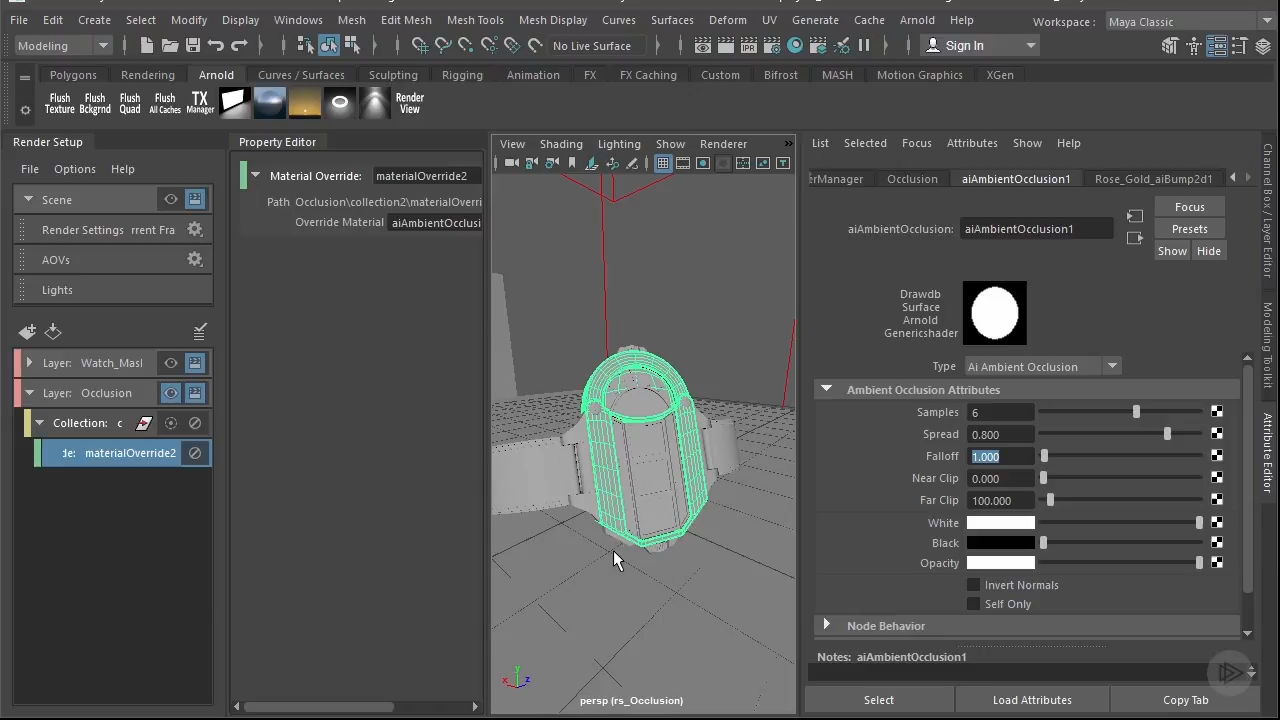 File Edit Create Select Modify Display Windows Mesh Edit Mesh Mesh Tools Mesh Display Curves Surfaces Deform UV Generate Cache Arnold Help Workspace : Maya Classic
Modeling No Live Surface Sign In
Polygons Rendering Arnold Curves / Surfaces Sculpting Rigging Animation FX FX Caching Custom Bifrost MASH Motion Graphics XGen
Flush Texture
Flush Bckgrnd
Flush Quad
Flush All Caches
TX Manager
Render View
Render Setup
File Options Help
Scene
Render Settings rrent Fra
AOVs
Lights
Layer: Watch_Masl
Layer: Occlusion
Collection: c
de: materialOverride2
Property Editor
Material Override: materialOverride2
Path Occlusion\collection2\materialOverri
Override Material aiAmbientOcclusi
View Shading Lighting Show Renderer »
persp (rs_Occlusion)
y
x
z
List Selected Focus Attributes Show Help
erManager Occlusion aiAmbientOcclusion1 Rose_Gold_aiBump2d1
aiAmbientOcclusion: aiAmbientOcclusion1
Focus
Presets
Show Hide
Drawdb
Surface
Arnold
Genericshader
Type Ai Ambient Occlusion
Ambient Occlusion Attributes
Samples 6
Spread 0.800
Falloff 1.000
Near Clip 0.000
Far Clip 100.000
White
Black
Opacity
Invert Normals
Self Only
Node Behavior
Notes: aiAmbientOcclusion1
Select Load Attributes Copy Tab
Channel Box / Layer Editor
Modeling Toolkit
Attribute Editor